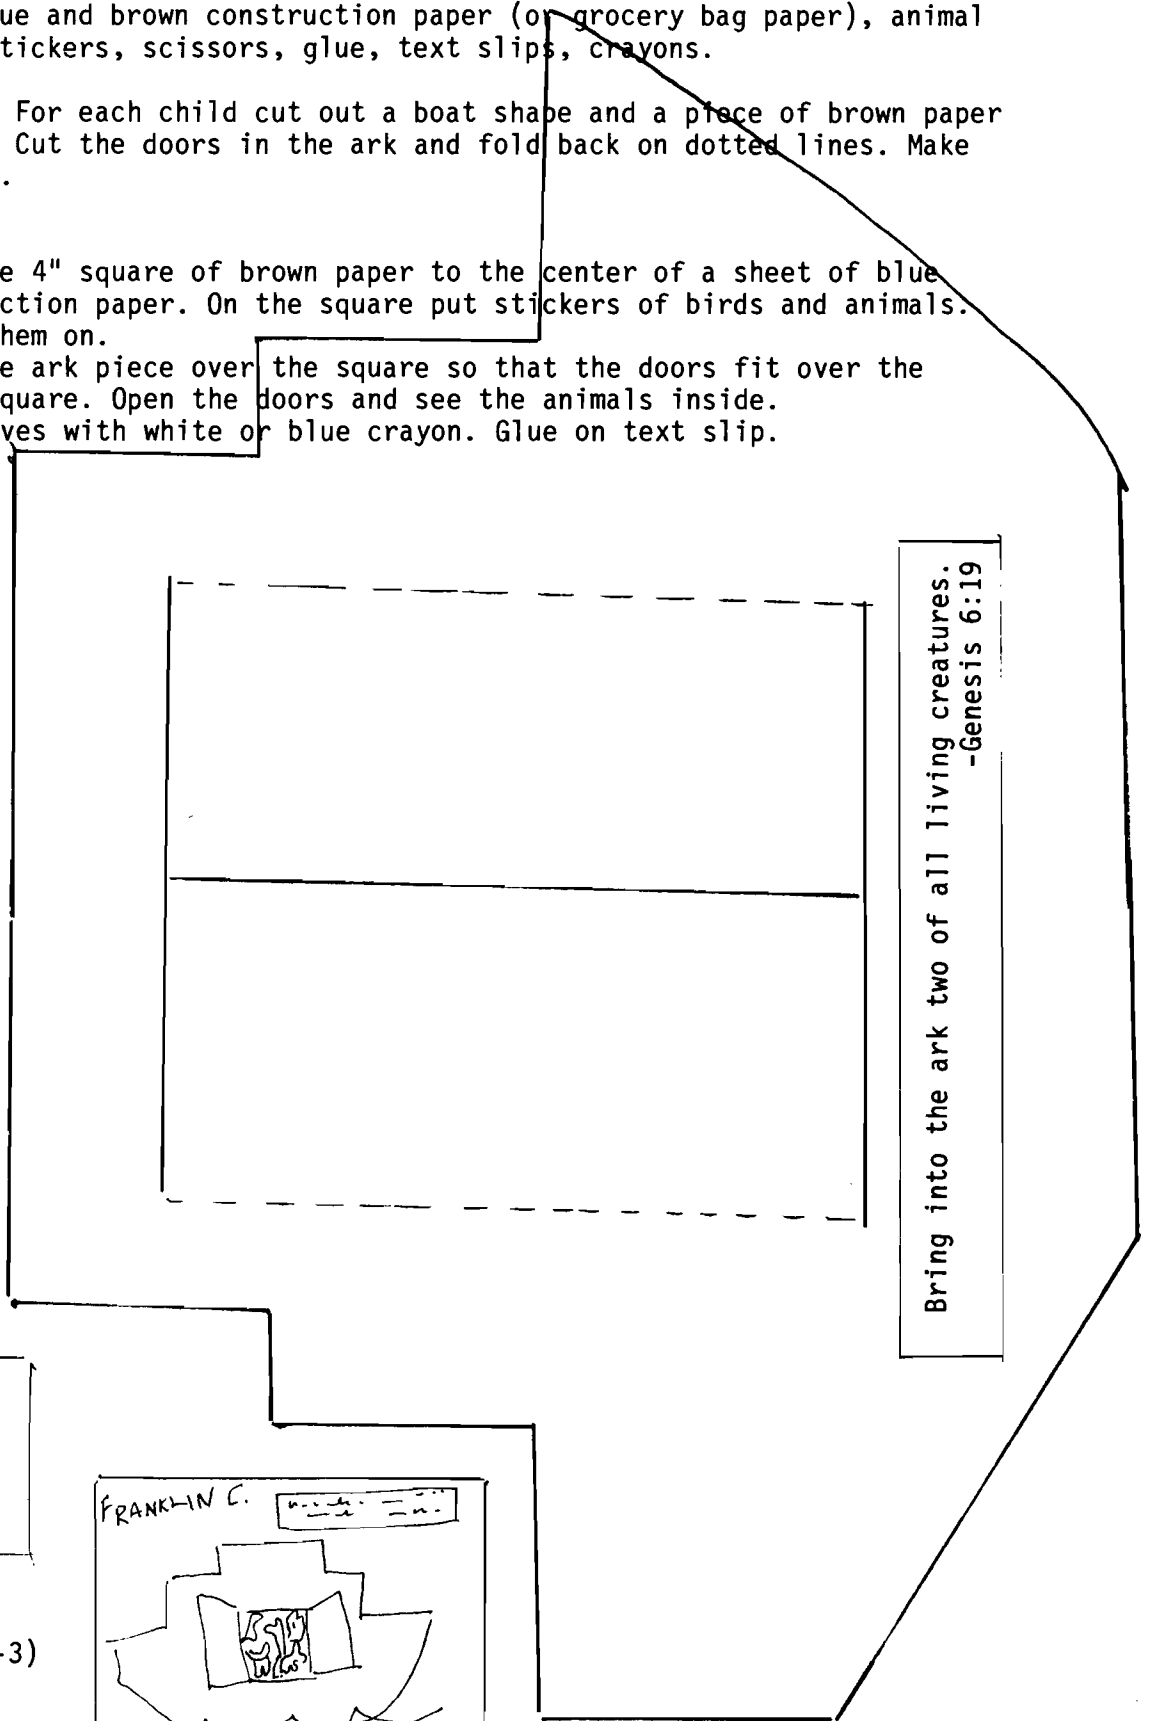 ue and brown construction paper (or grocery bag paper), animal
tickers, scissors, glue, text slips, crayons.
For each child cut out a boat shape and a piece of brown paper
Cut the doors in the ark and fold back on dotted lines. Make
.
e 4" square of brown paper to the center of a sheet of blue
ction paper. On the square put stickers of birds and animals.
hem on.
e ark piece over the square so that the doors fit over the
quare. Open the doors and see the animals inside.
ves with white or blue crayon. Glue on text slip.
Bring into the ark two of all living creatures.
-Genesis 6:19
FRANKLIN C.
-3)